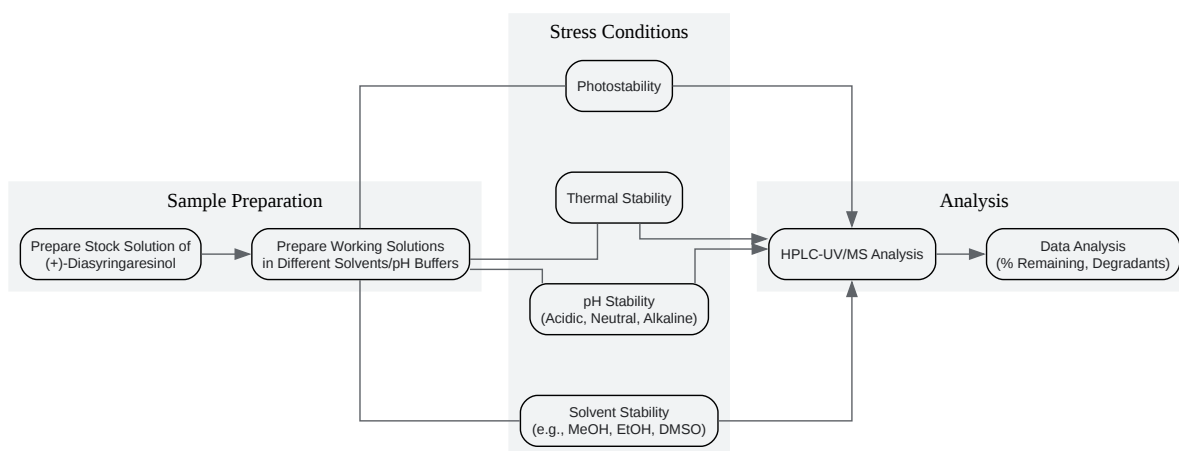 Stress Conditions
Photostability
Thermal Stability
Sample Preparation
Analysis
Prepare Stock Solution of
(+)-Diasyringaresinol
Prepare Working Solutions
in Different Solvents/pH Buffers
HPLC-UV/MS Analysis
Data Analysis
(% Remaining, Degradants)
pH Stability
(Acidic, Neutral, Alkaline)
Solvent Stability
(e.g., MeOH, EtOH, DMSO)